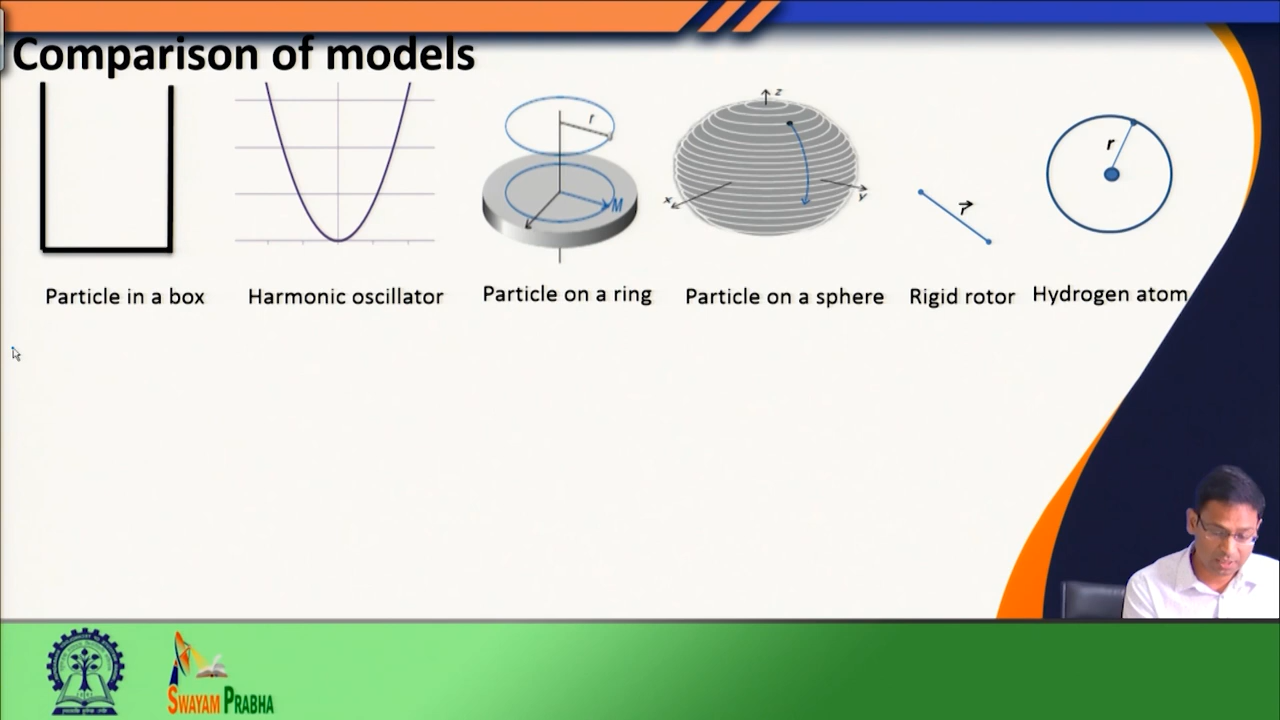 Comparison of models
r
M
z
x
y
r
r
Particle in a box
Harmonic oscillator
Particle on a ring
Particle on a sphere
Rigid rotor
Hydrogen atom
SWAYAM PRABHA